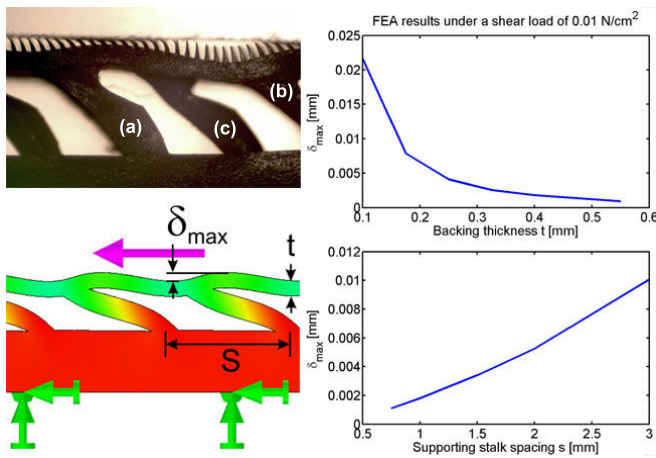 (a)
(b)
(c)
δmax
t
S
FEA results under a shear load of 0.01 N/cm²
0.025
0.02
0.015
0.01
0.005
0
δmax [mm]
0.1 0.2 0.3 0.4 0.5 0.6
Backing thickness t [mm]
0.012
0.01
0.008
0.006
0.004
0.002
0
δmax [mm]
0.5 1 1.5 2 2.5 3
Supporting stalk spacing s [mm]